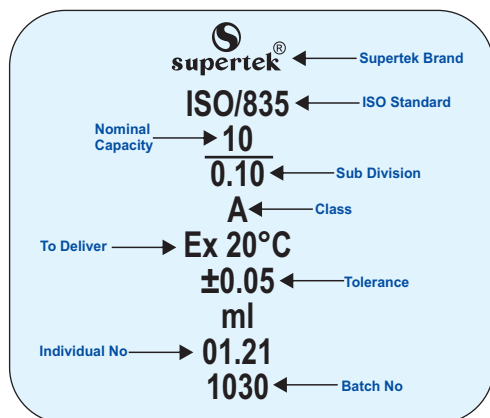 supertek®
Supertek Brand
ISO/835
ISO Standard
Nominal
Capacity
10
0.10
Sub Division
A
Class
To Deliver
Ex 20°C
±0.05
Tolerance
ml
Individual No
01.21
1030
Batch No